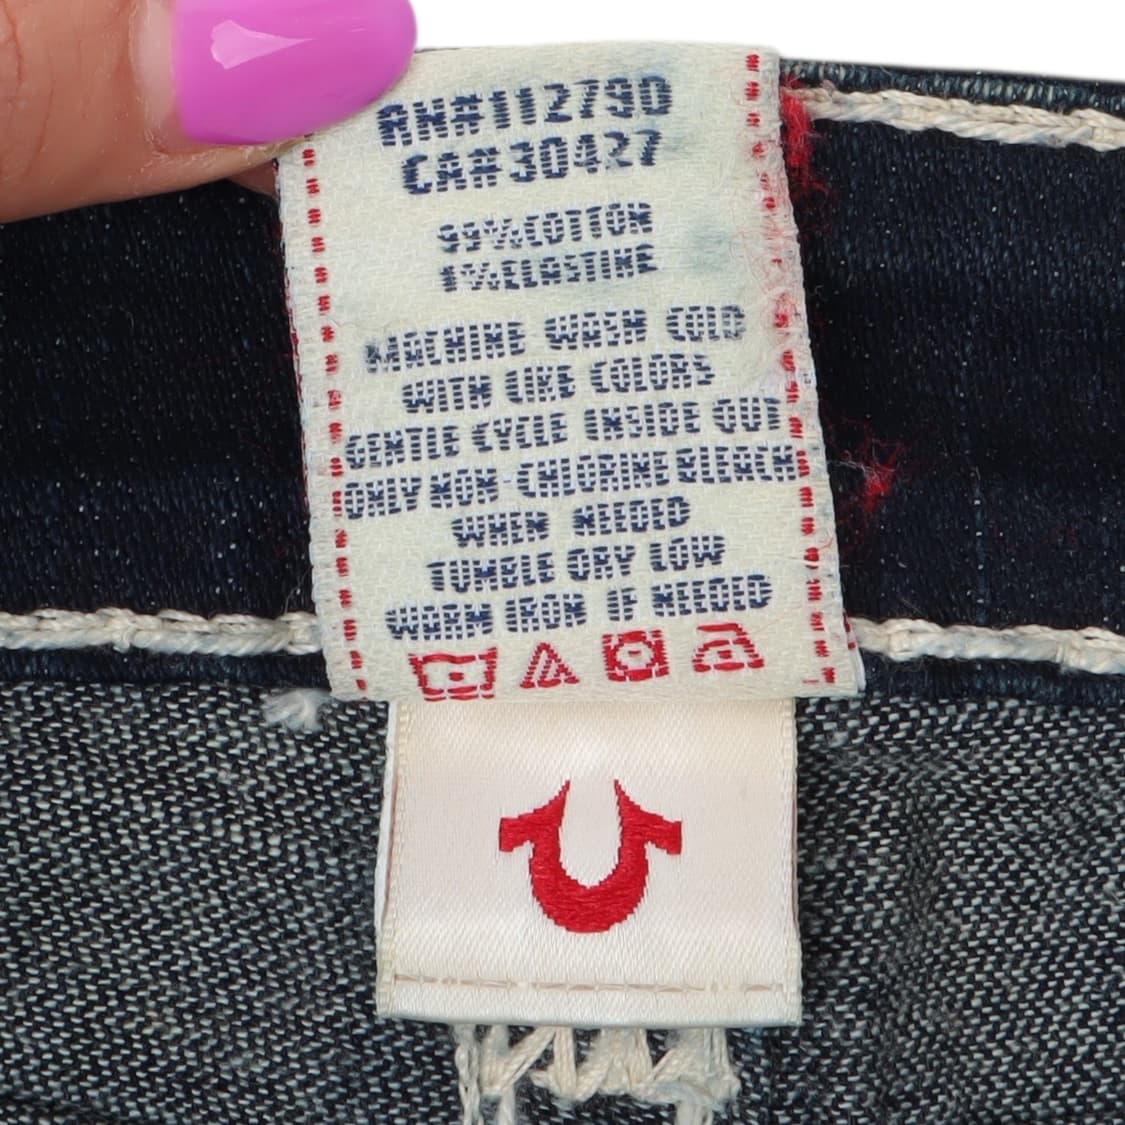 RN#112790
CA#30427
99%COTTON
1%ELASTINE
MACHINE WASH COLD
WITH LIKE COLORS
GENTLE CYCLE INSIDE OUT
ONLY NON-CHLORINE BLEACH
WHEN NEEDED
TUMBLE DRY LOW
WARM IRON IF NEEDED